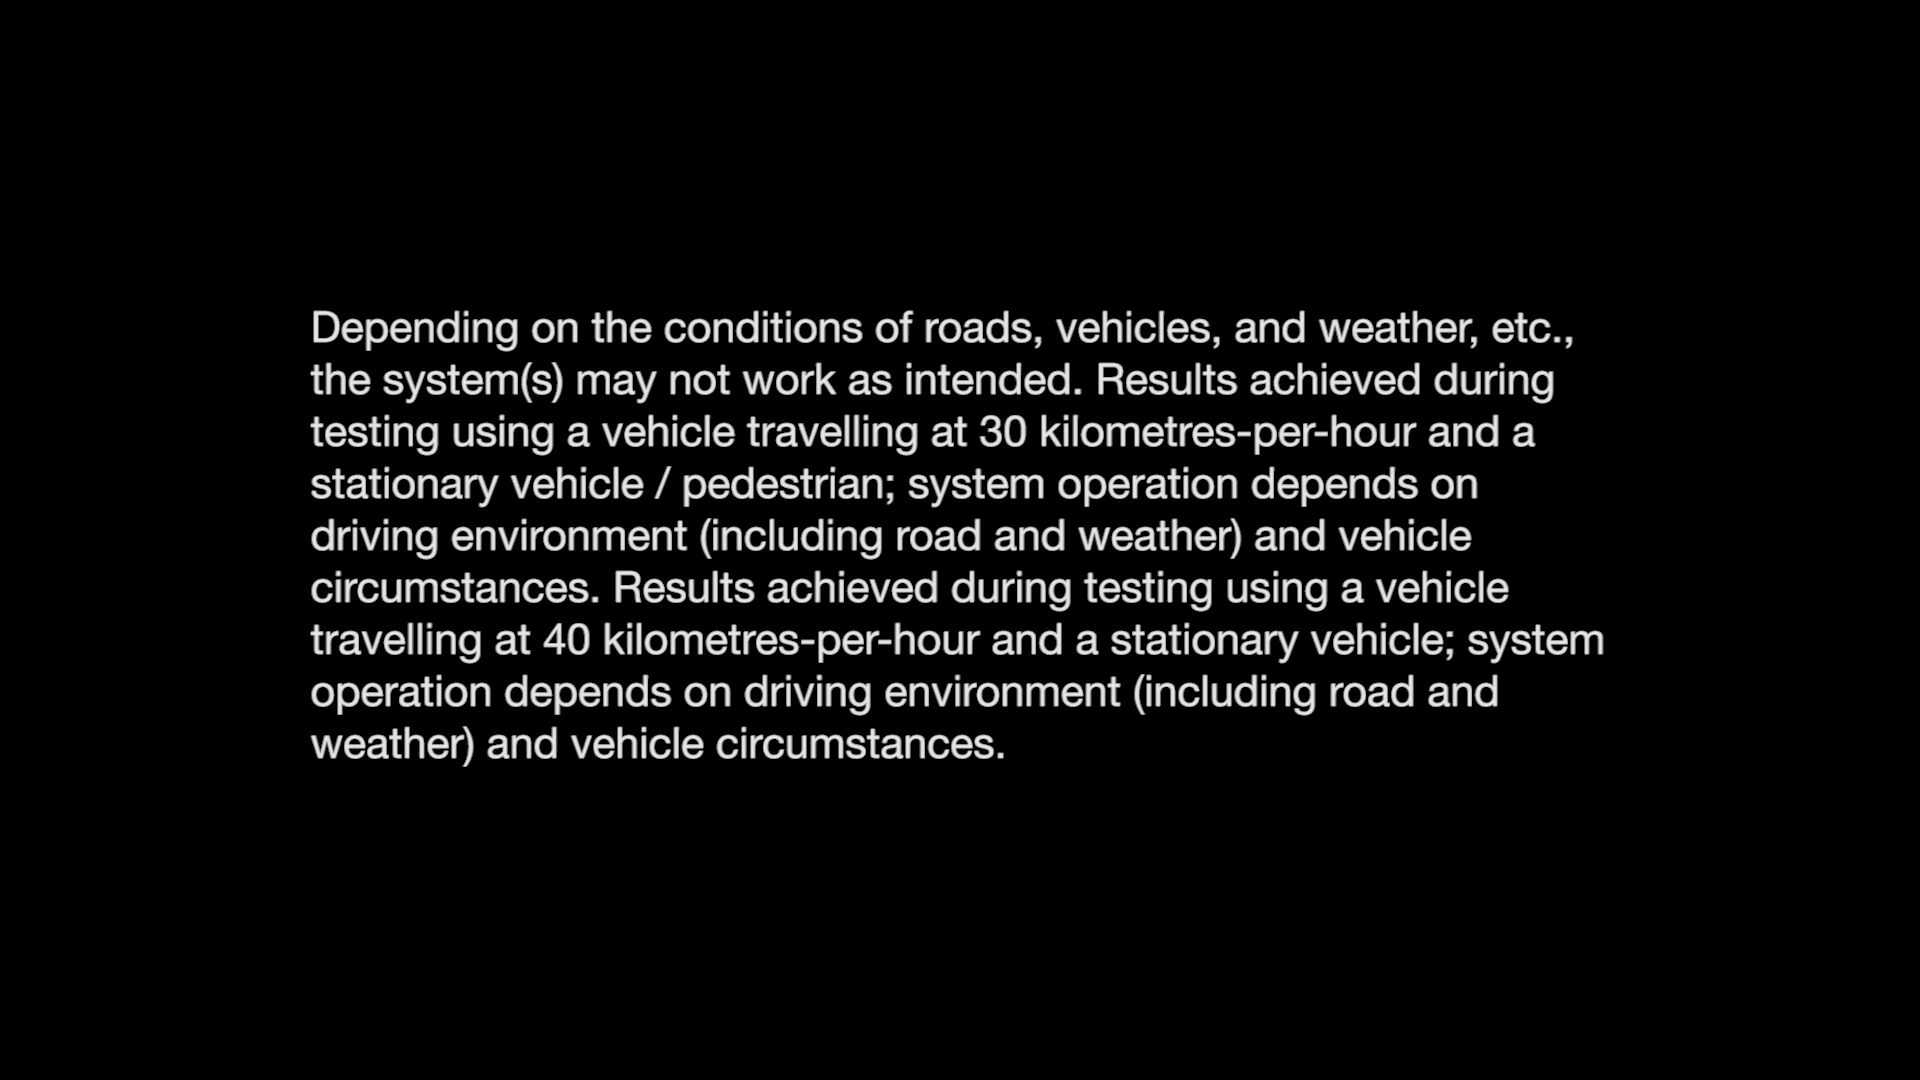 Depending on the conditions of roads, vehicles, and weather, etc.,
the system(s) may not work as intended. Results achieved during
testing using a vehicle travelling at 30 kilometres-per-hour and a
stationary vehicle / pedestrian; system operation depends on
driving environment (including road and weather) and vehicle
circumstances. Results achieved during testing using a vehicle
travelling at 40 kilometres-per-hour and a stationary vehicle; system
operation depends on driving environment (including road and
weather) and vehicle circumstances.